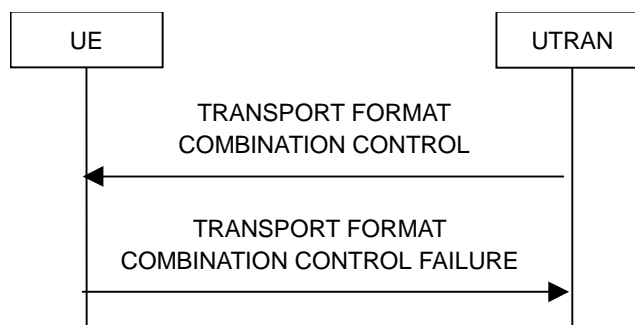 UE
UTRAN
TRANSPORT FORMAT
COMBINATION CONTROL
TRANSPORT FORMAT
COMBINATION CONTROL FAILURE